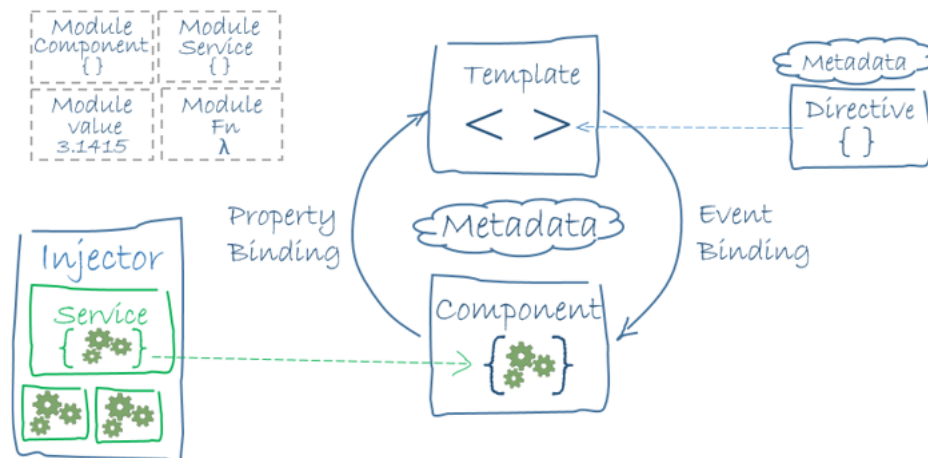 Module
Component
{ }
Module
Service
{ }
Module
value
3.1415
Module
Fn
λ
Template
< >
Metadata
Directive
{ }
Property
Binding
Metadata
Event
Binding
Injector
Service
{ }
Component
{ }